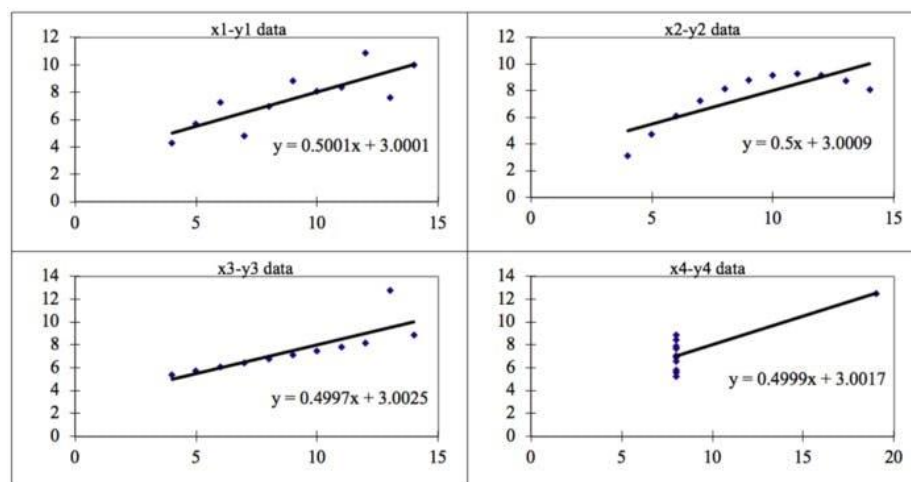 x1-y1 data
12
10
8
6
4
2
0
y = 0.5001x + 3.0001
0 5 10 15
x2-y2 data
12
10
8
6
4
2
0
y = 0.5x + 3.0009
0 5 10 15
x3-y3 data
14
12
10
8
6
4
2
0
y = 0.4997x + 3.0025
0 5 10 15
x4-y4 data
14
12
10
8
6
4
2
0
y = 0.4999x + 3.0017
0 5 10 15 20